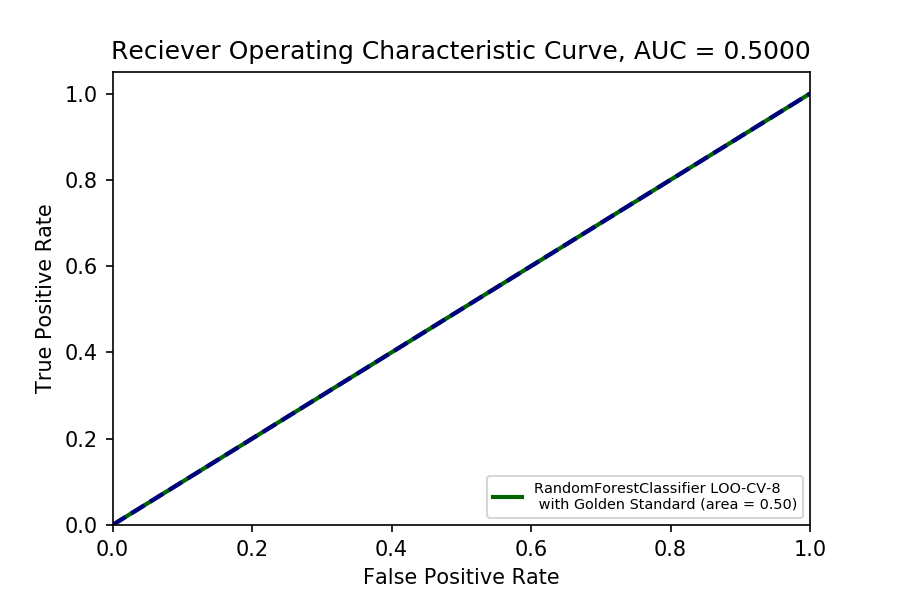 Reciever Operating Characteristic Curve, AUC = 0.5000
True Positive Rate
1.0
0.8
0.6
0.4
0.2
0.0
0.0 0.2 0.4 0.6 0.8 1.0
False Positive Rate
RandomForestClassifier LOO-CV-8
with Golden Standard (area = 0.50)